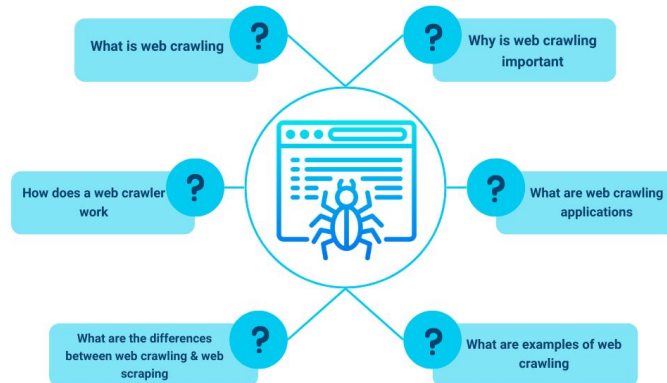 What is web crawling
?
Why is web crawling
important
?
How does a web crawler
work
?
What are web crawling
applications
?
What are the differences
between web crawling & web
scraping
?
What are examples of web
crawling
?